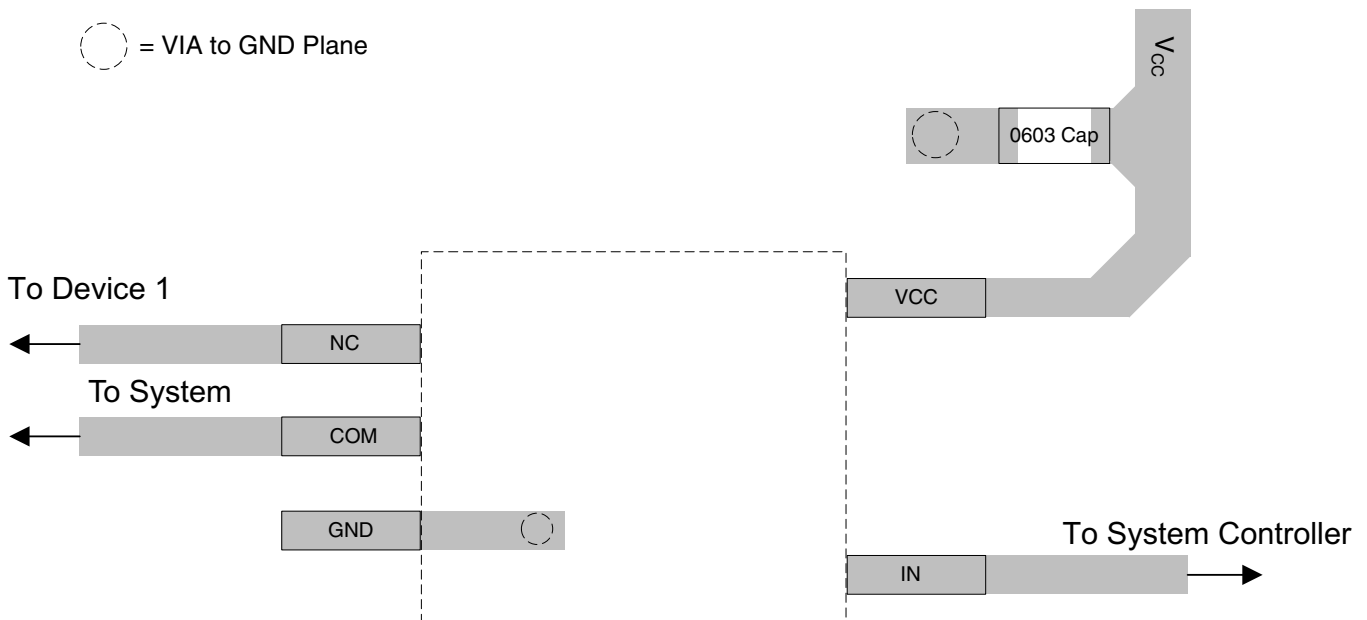 = VIA to GND Plane
VCC
0603 Cap
To Device 1
VCC
NC
To System
COM
GND
To System Controller
IN